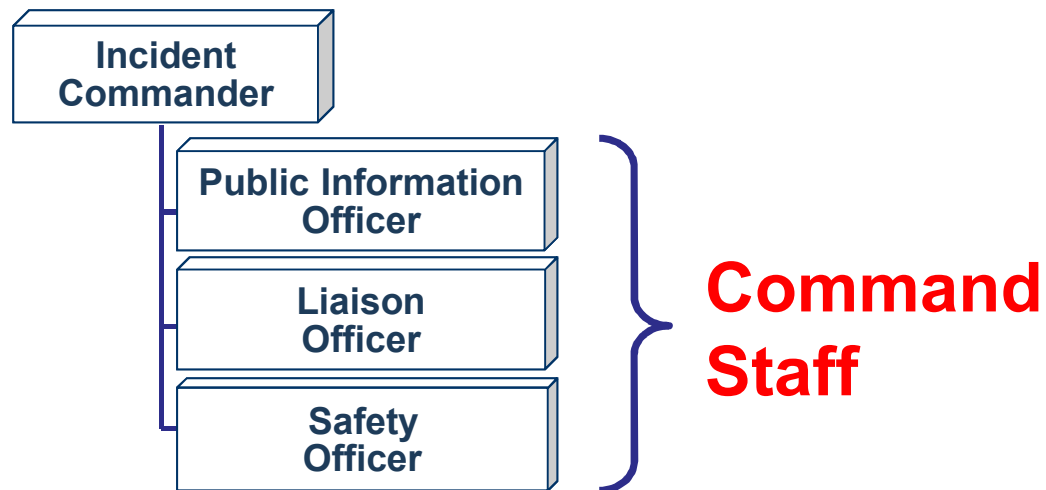 Incident
Commander
Public Information
Officer
Liaison
Officer
Safety
Officer
Command
Staff